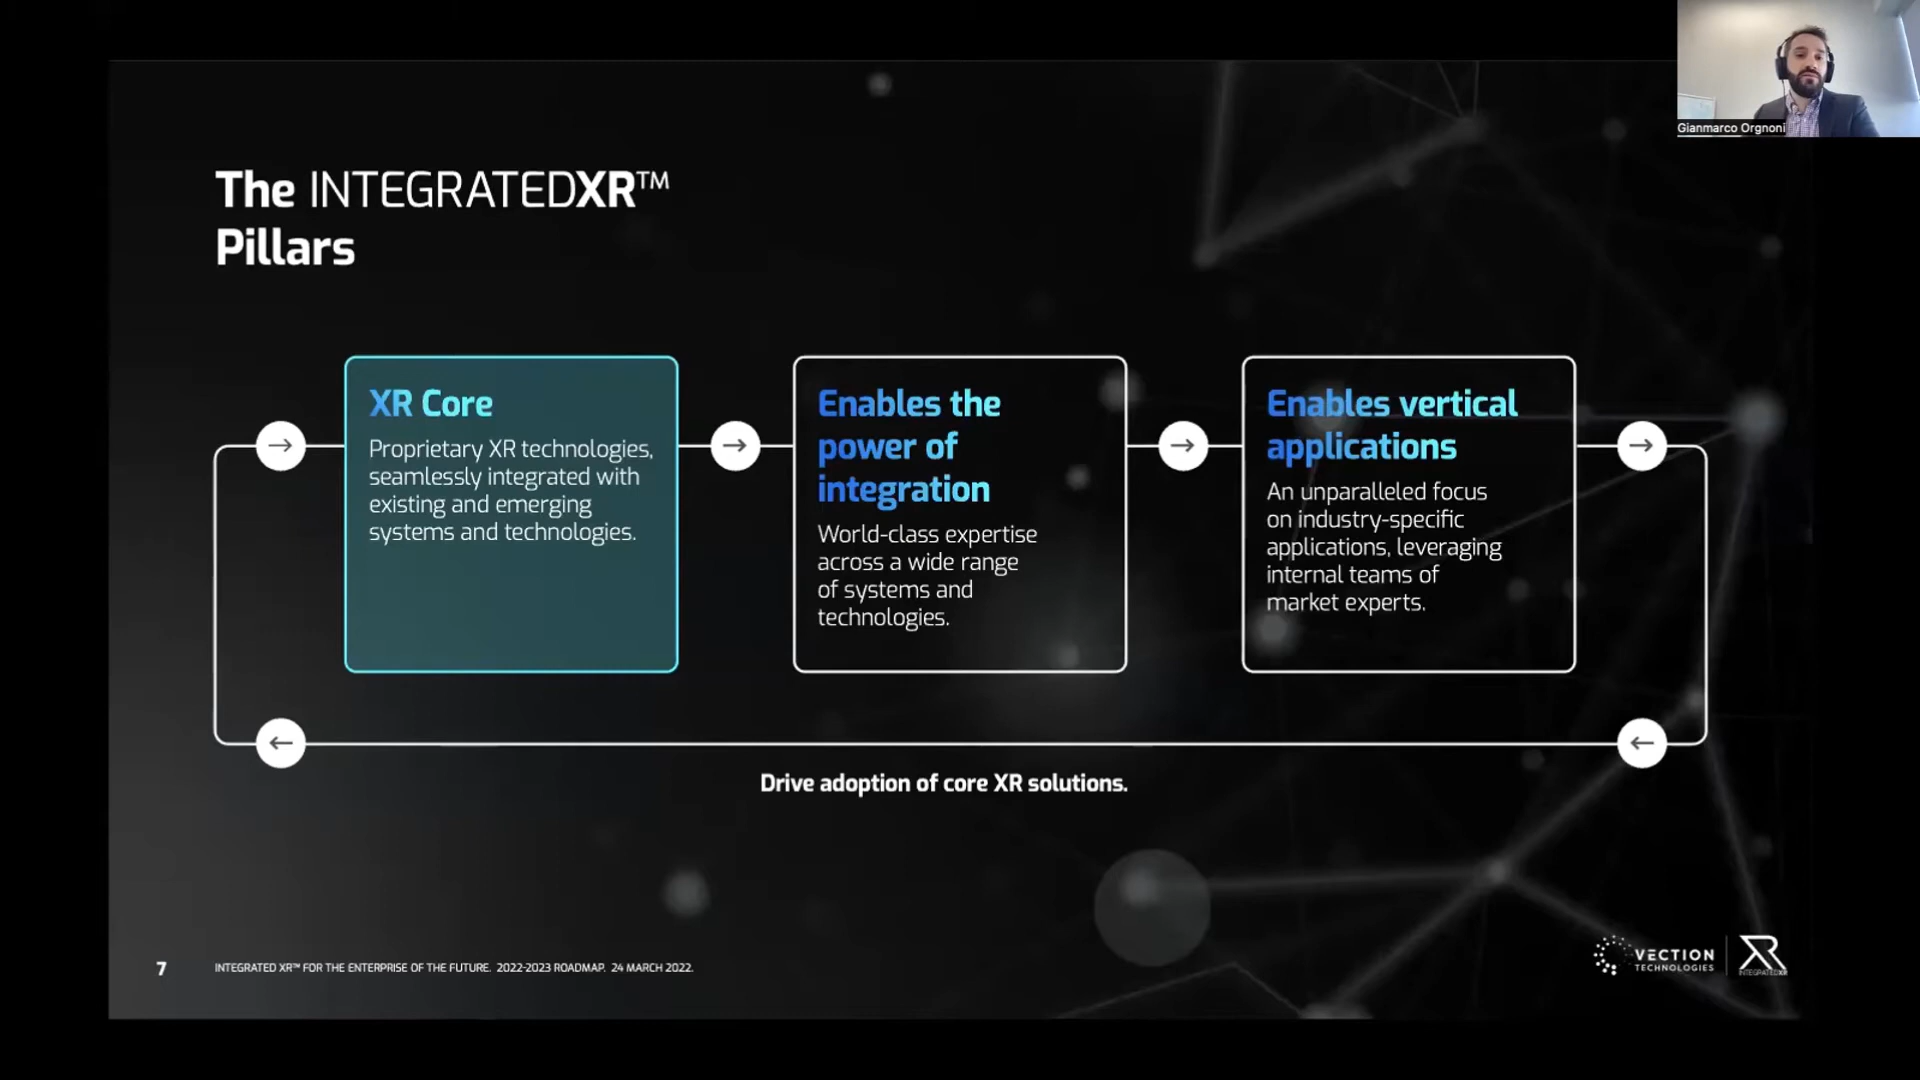 Gianmarco Orgnoni
The INTEGRATEDXR™
Pillars
XR Core
Proprietary XR technologies,
seamlessly integrated with
existing and emerging
systems and technologies.
Enables the
power of
integration
World-class expertise
across a wide range
of systems and
technologies.
Enables vertical
applications
An unparalleled focus
on industry-specific
applications, leveraging
internal teams of
market experts.
Drive adoption of core XR solutions.
7
INTEGRATED XR™ FOR THE ENTERPRISE OF THE FUTURE. 2022-2023 ROADMAP. 24 MARCH 2022.
VECTION
TECHNOLOGIES
XR
INTEGRATEDXR